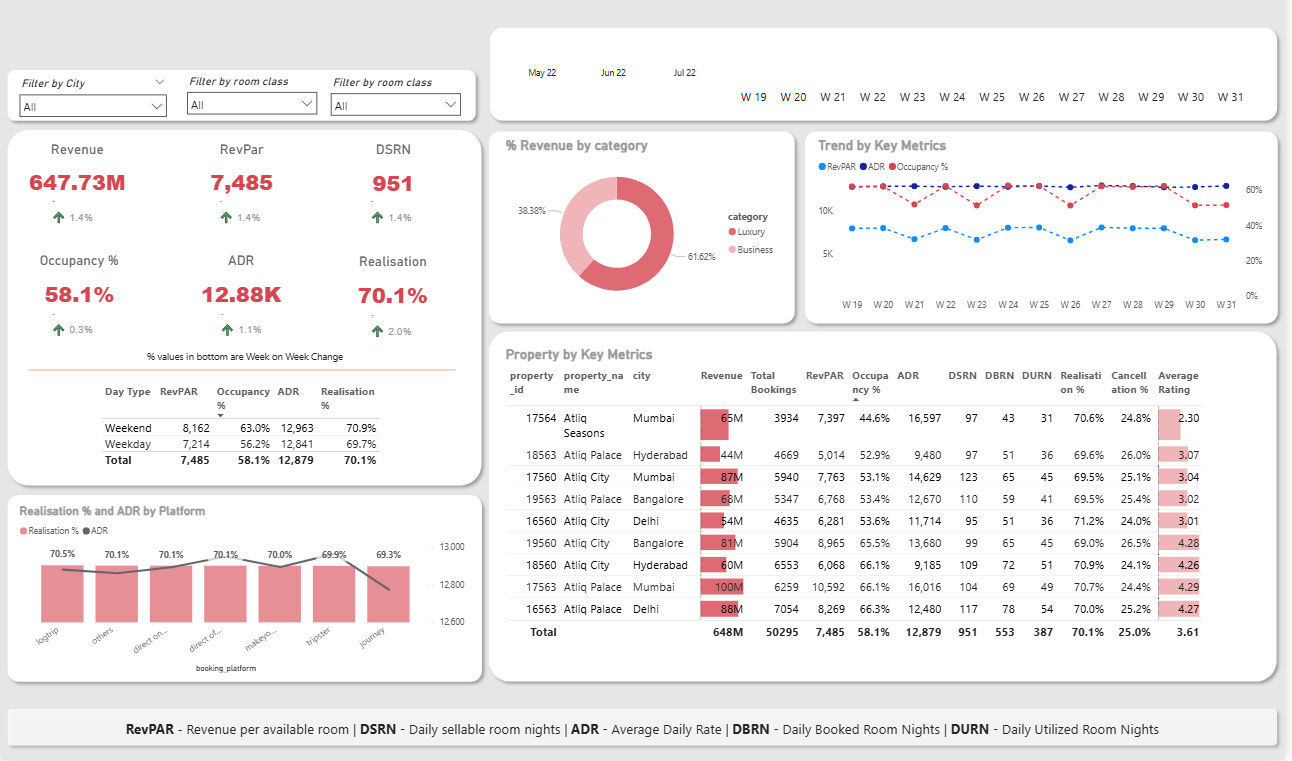 May 22 Jun 22 Jul 22
W 19 W 20 W 21 W 22 W 23 W 24 W 25 W 26 W 27 W 28 W 29 W 30 W 31
Filter by City Filter by room class Filter by room class
All All All
Revenue RevPar DSRN
647.73M 7,485 951
1.4% 1.4% 1.4%
Occupancy % ADR Realisation
58.1% 12.88K 70.1%
0.3% 1.1% 2.0%
% values in bottom are Week on Week Change
Day Type RevPAR Occupancy % ADR Realisation %
Weekend 8,162 63.0% 12,963 70.9%
Weekday 7,214 56.2% 12,841 69.7%
Total 7,485 58.1% 12,879 70.1%
% Revenue by category
38.38%
61.62%
category
Luxury
Business
Trend by Key Metrics
RevPAR ADR Occupancy %
10K
5K
60%
40%
20%
0%
W 19 W 20 W 21 W 22 W 23 W 24 W 25 W 26 W 27 W 28 W 29 W 30 W 31
Realisation % and ADR by Platform
Realisation % ADR
70.5% 70.1% 70.1% 70.1% 70.0% 69.9% 69.3%
13,000
12,800
12,600
logtrip others direct on... direct of... makeyo... tripster journey
booking_platform
Property by Key Metrics
property_id property_name city Revenue Total Bookings RevPAR Occupancy % ADR DSRN DBRN DURN Realisation % Cancellation % Average Rating
17564 Atliq Seasons Mumbai 65M 3934 7,397 44.6% 16,597 97 43 31 70.6% 24.8% 2.30
18563 Atliq Palace Hyderabad 44M 4669 5,014 52.9% 9,480 97 51 36 69.6% 26.0% 3.07
17560 Atliq City Mumbai 87M 5940 7,763 53.1% 14,629 123 65 45 69.5% 25.1% 3.04
19563 Atliq Palace Bangalore 68M 5347 6,768 53.4% 12,670 110 59 41 69.5% 25.4% 3.02
16560 Atliq City Delhi 54M 4635 6,281 53.6% 11,714 95 51 36 71.2% 24.0% 3.01
19560 Atliq City Bangalore 81M 5904 8,965 65.5% 13,680 99 65 45 69.0% 26.5% 4.28
18560 Atliq City Hyderabad 60M 6553 6,068 66.1% 9,185 109 72 51 70.9% 24.1% 4.26
17563 Atliq Palace Mumbai 100M 6259 10,592 66.1% 16,016 104 69 49 70.7% 24.4% 4.29
16563 Atliq Palace Delhi 88M 7054 8,269 66.3% 12,480 117 78 54 70.0% 25.2% 4.27
Total 648M 50295 7,485 58.1% 12,879 951 553 387 70.1% 25.0% 3.61
RevPAR - Revenue per available room | DSRN - Daily sellable room nights | ADR - Average Daily Rate | DBRN - Daily Booked Room Nights | DURN - Daily Utilized Room Nights